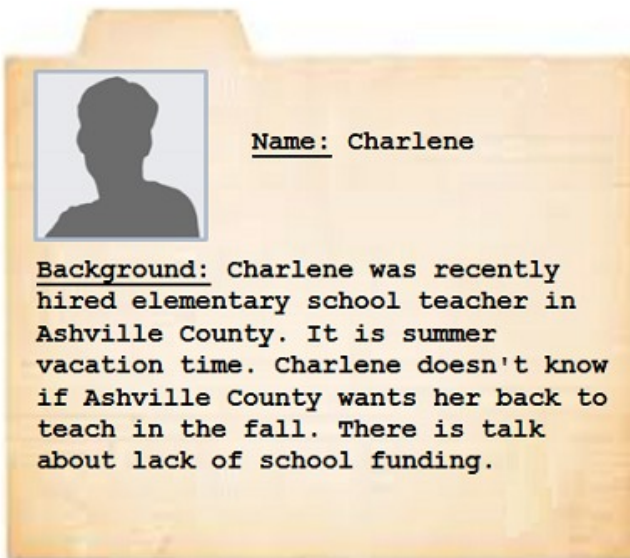 Name: Charlene
Background: Charlene was recently
hired elementary school teacher in
Ashville County. It is summer
vacation time. Charlene doesn't know
if Ashville County wants her back to
teach in the fall. There is talk
about lack of school funding.